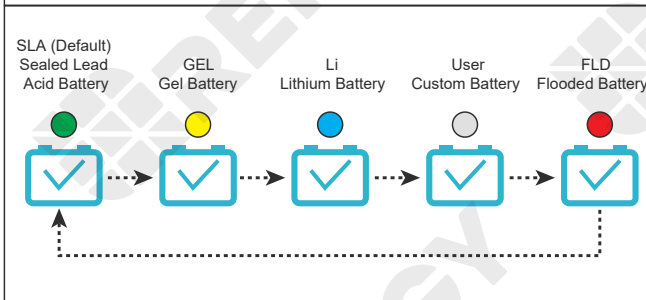 SLA (Default)
Sealed Lead
Acid Battery
GEL
Gel Battery
Li
Lithium Battery
User
Custom Battery
FLD
Flooded Battery